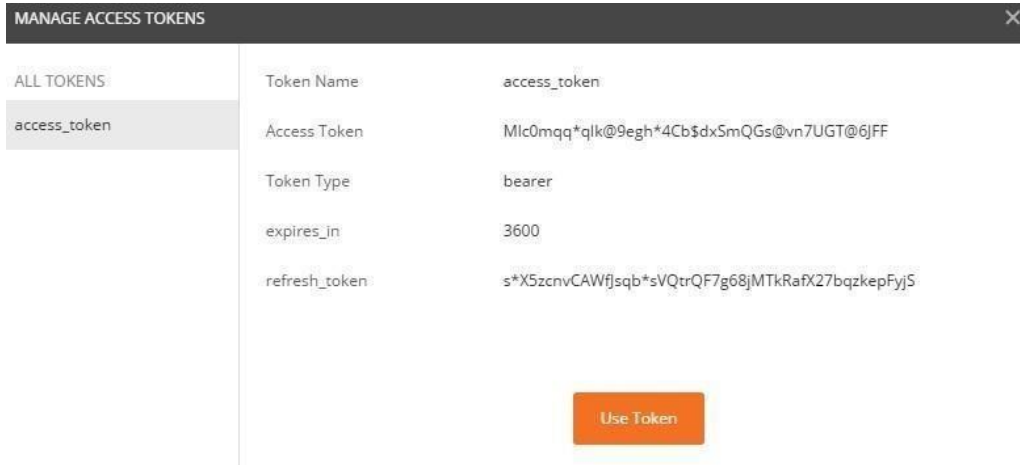 MANAGE ACCESS TOKENS
ALL TOKENS
access_token
Token Name access_token
Access Token MIc0mqq*qlk@9egh*4Cb$dxSmQGs@vn7UGT@6JFF
Token Type bearer
expires_in 3600
refresh_token s*X5zcnvCAWfJsqb*sVQtrQF7g68jMTkRafX27bqzkepFyjS
Use Token